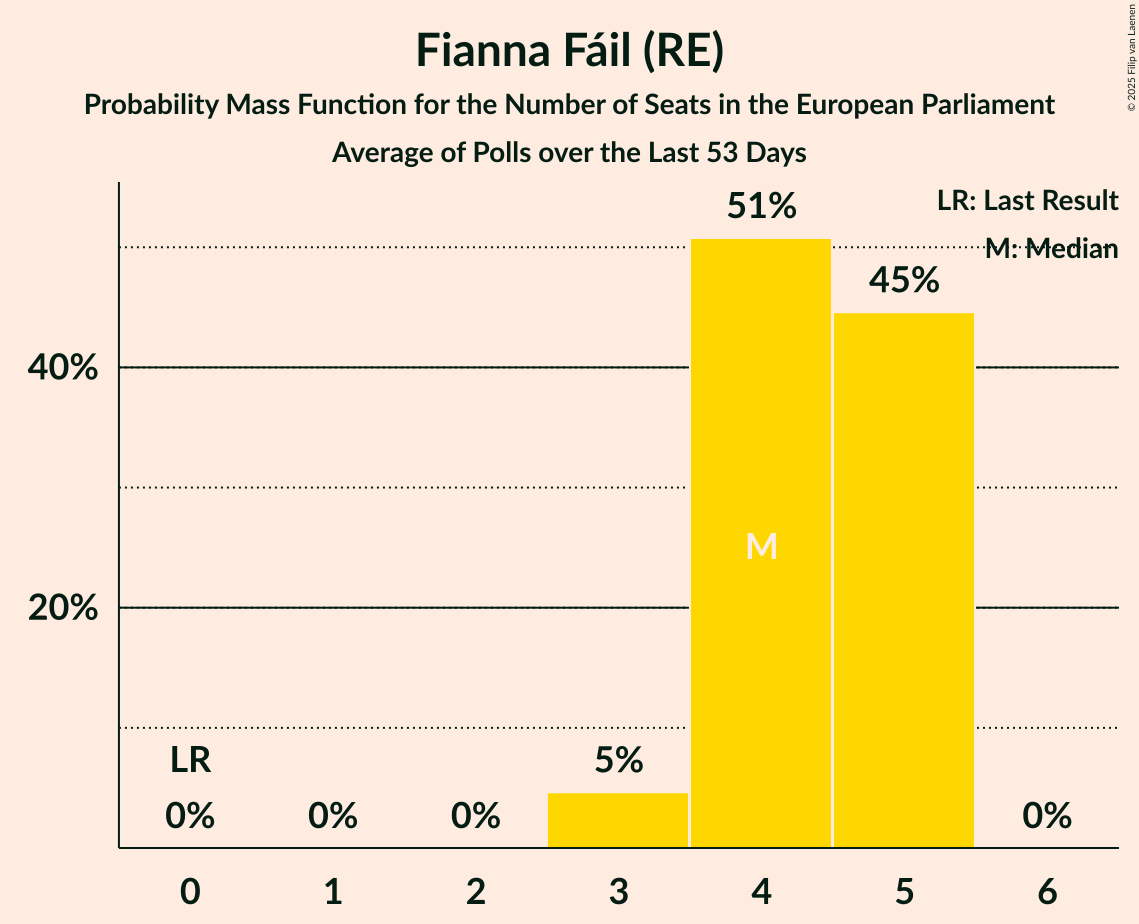 Fianna Fáil (RE)
Probability Mass Function for the Number of Seats in the European Parliament
Average of Polls over the Last 53 Days
© 2025 Filip van Laenen
LR: Last Result
M: Median
51%
45%
40%
M
20%
LR
5%
0%
0%
0%
0%
0 1 2 3 4 5 6